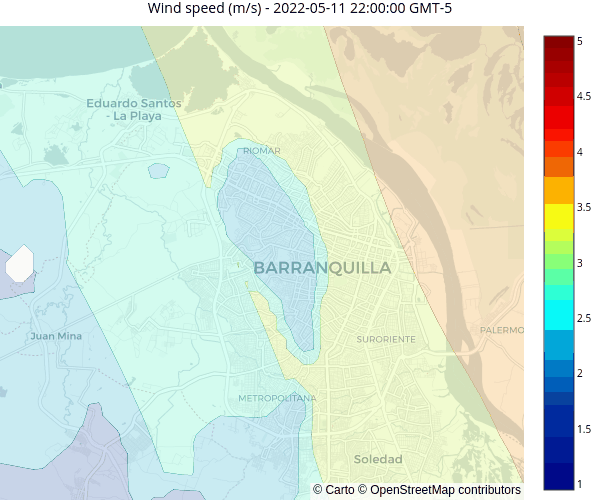 Wind speed (m/s) - 2022-05-11 22:00:00 GMT-5
Eduardo Santos
- La Playa
RIOMAR
BARRANQUILLA
Juan Mina
SURORIENTE
PALERMO
METROPOLITANA
Soledad
© Carto © OpenStreetMap contributors
5
4.5
4
3.5
3
2.5
2
1.5
1